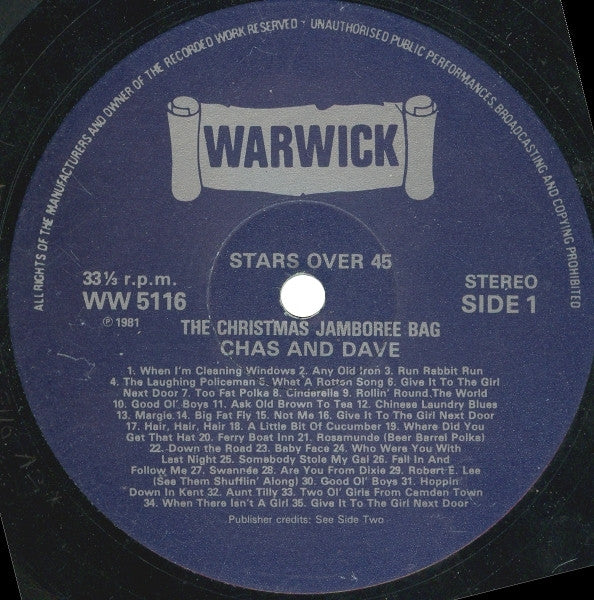 ALL RIGHTS OF THE MANUFACTURERS AND OWNER OF THE RECORDED WORK RESERVED - UNAUTHORISED PUBLIC PERFORMANCES, BROADCASTING AND COPYING PROHIBITED
WARWICK
STARS OVER 45
33⅓ r.p.m.
WW 5116
℗ 1981
STEREO
SIDE 1
THE CHRISTMAS JAMBOREE BAG
CHAS AND DAVE
1. When I'm Cleaning Windows 2. Any Old Iron 3. Run Rabbit Run
4. The Laughing Policeman 5. What A Rotton Song 6. Give It To The Girl
Next Door 7. Too Fat Polka 8. Cinderella 9. Rollin' Round The World
10. Good Ol' Boys 11. Ask Old Brown To Tea 12. Chinese Laundry Blues
13. Margie. 14. Big Fat Fly 15. Not Me 16. Give It To The Girl Next Door
17. Hair, Hair, Hair 18. A Little Bit Of Cucumber 19. Where Did You
Get That Hat 20. Ferry Boat Inn 21. Rosamunde (Beer Barrel Polka)
22. Down the Road 23. Baby Face 24. Who Were You With
Last Night 25. Somebody Stole My Gal 26. Fall In And
Follow Me 27. Swannee 28. Are You From Dixie 29. Robert E. Lee
(See Them Shufflin' Along) 30. Good Ol' Boys 31. Hoppin
Down In Kent 32. Aunt Tilly 33. Two Ol' Girls From Camden Town
34. When There Isn't A Girl 35. Give It To The Girl Next Door
Publisher credits: See Side Two